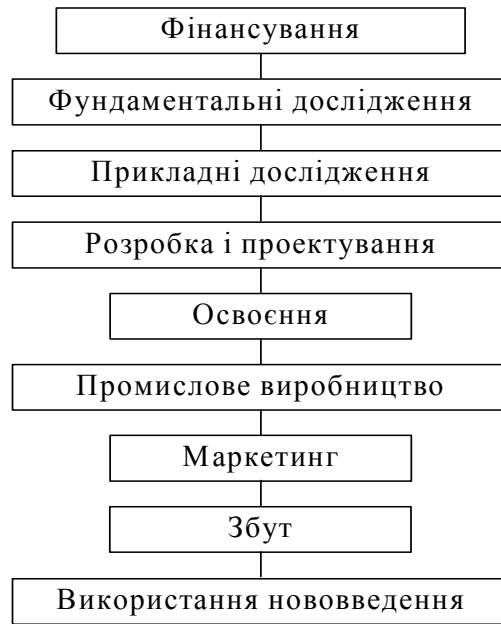 Фінансування
Фундаментальні дослідження
Прикладні дослідження
Розробка і проектування
Освоєння
Промислове виробництво
Маркетинг
Збут
Використання нововведення